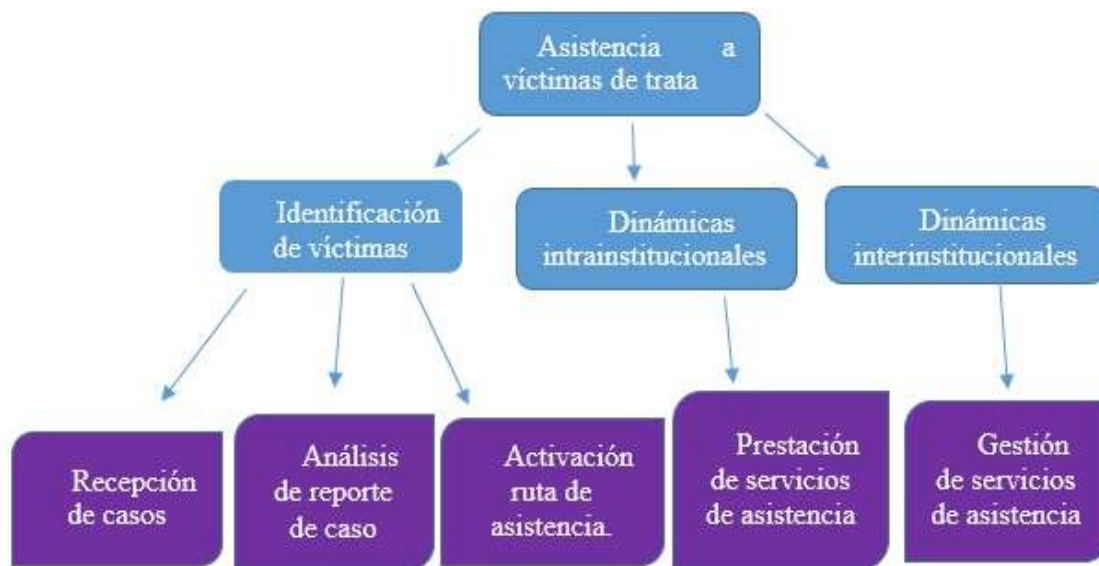 Asistencia a
víctimas de trata
Identificación
de víctimas
Dinámicas
intrainstitucionales
Dinámicas
interinstitucionales
Recepción
de casos
Análisis
de reporte
de caso
Activación
ruta de
asistencia.
Prestación
de servicios
de asistencia
Gestión
de servicios
de asistencia